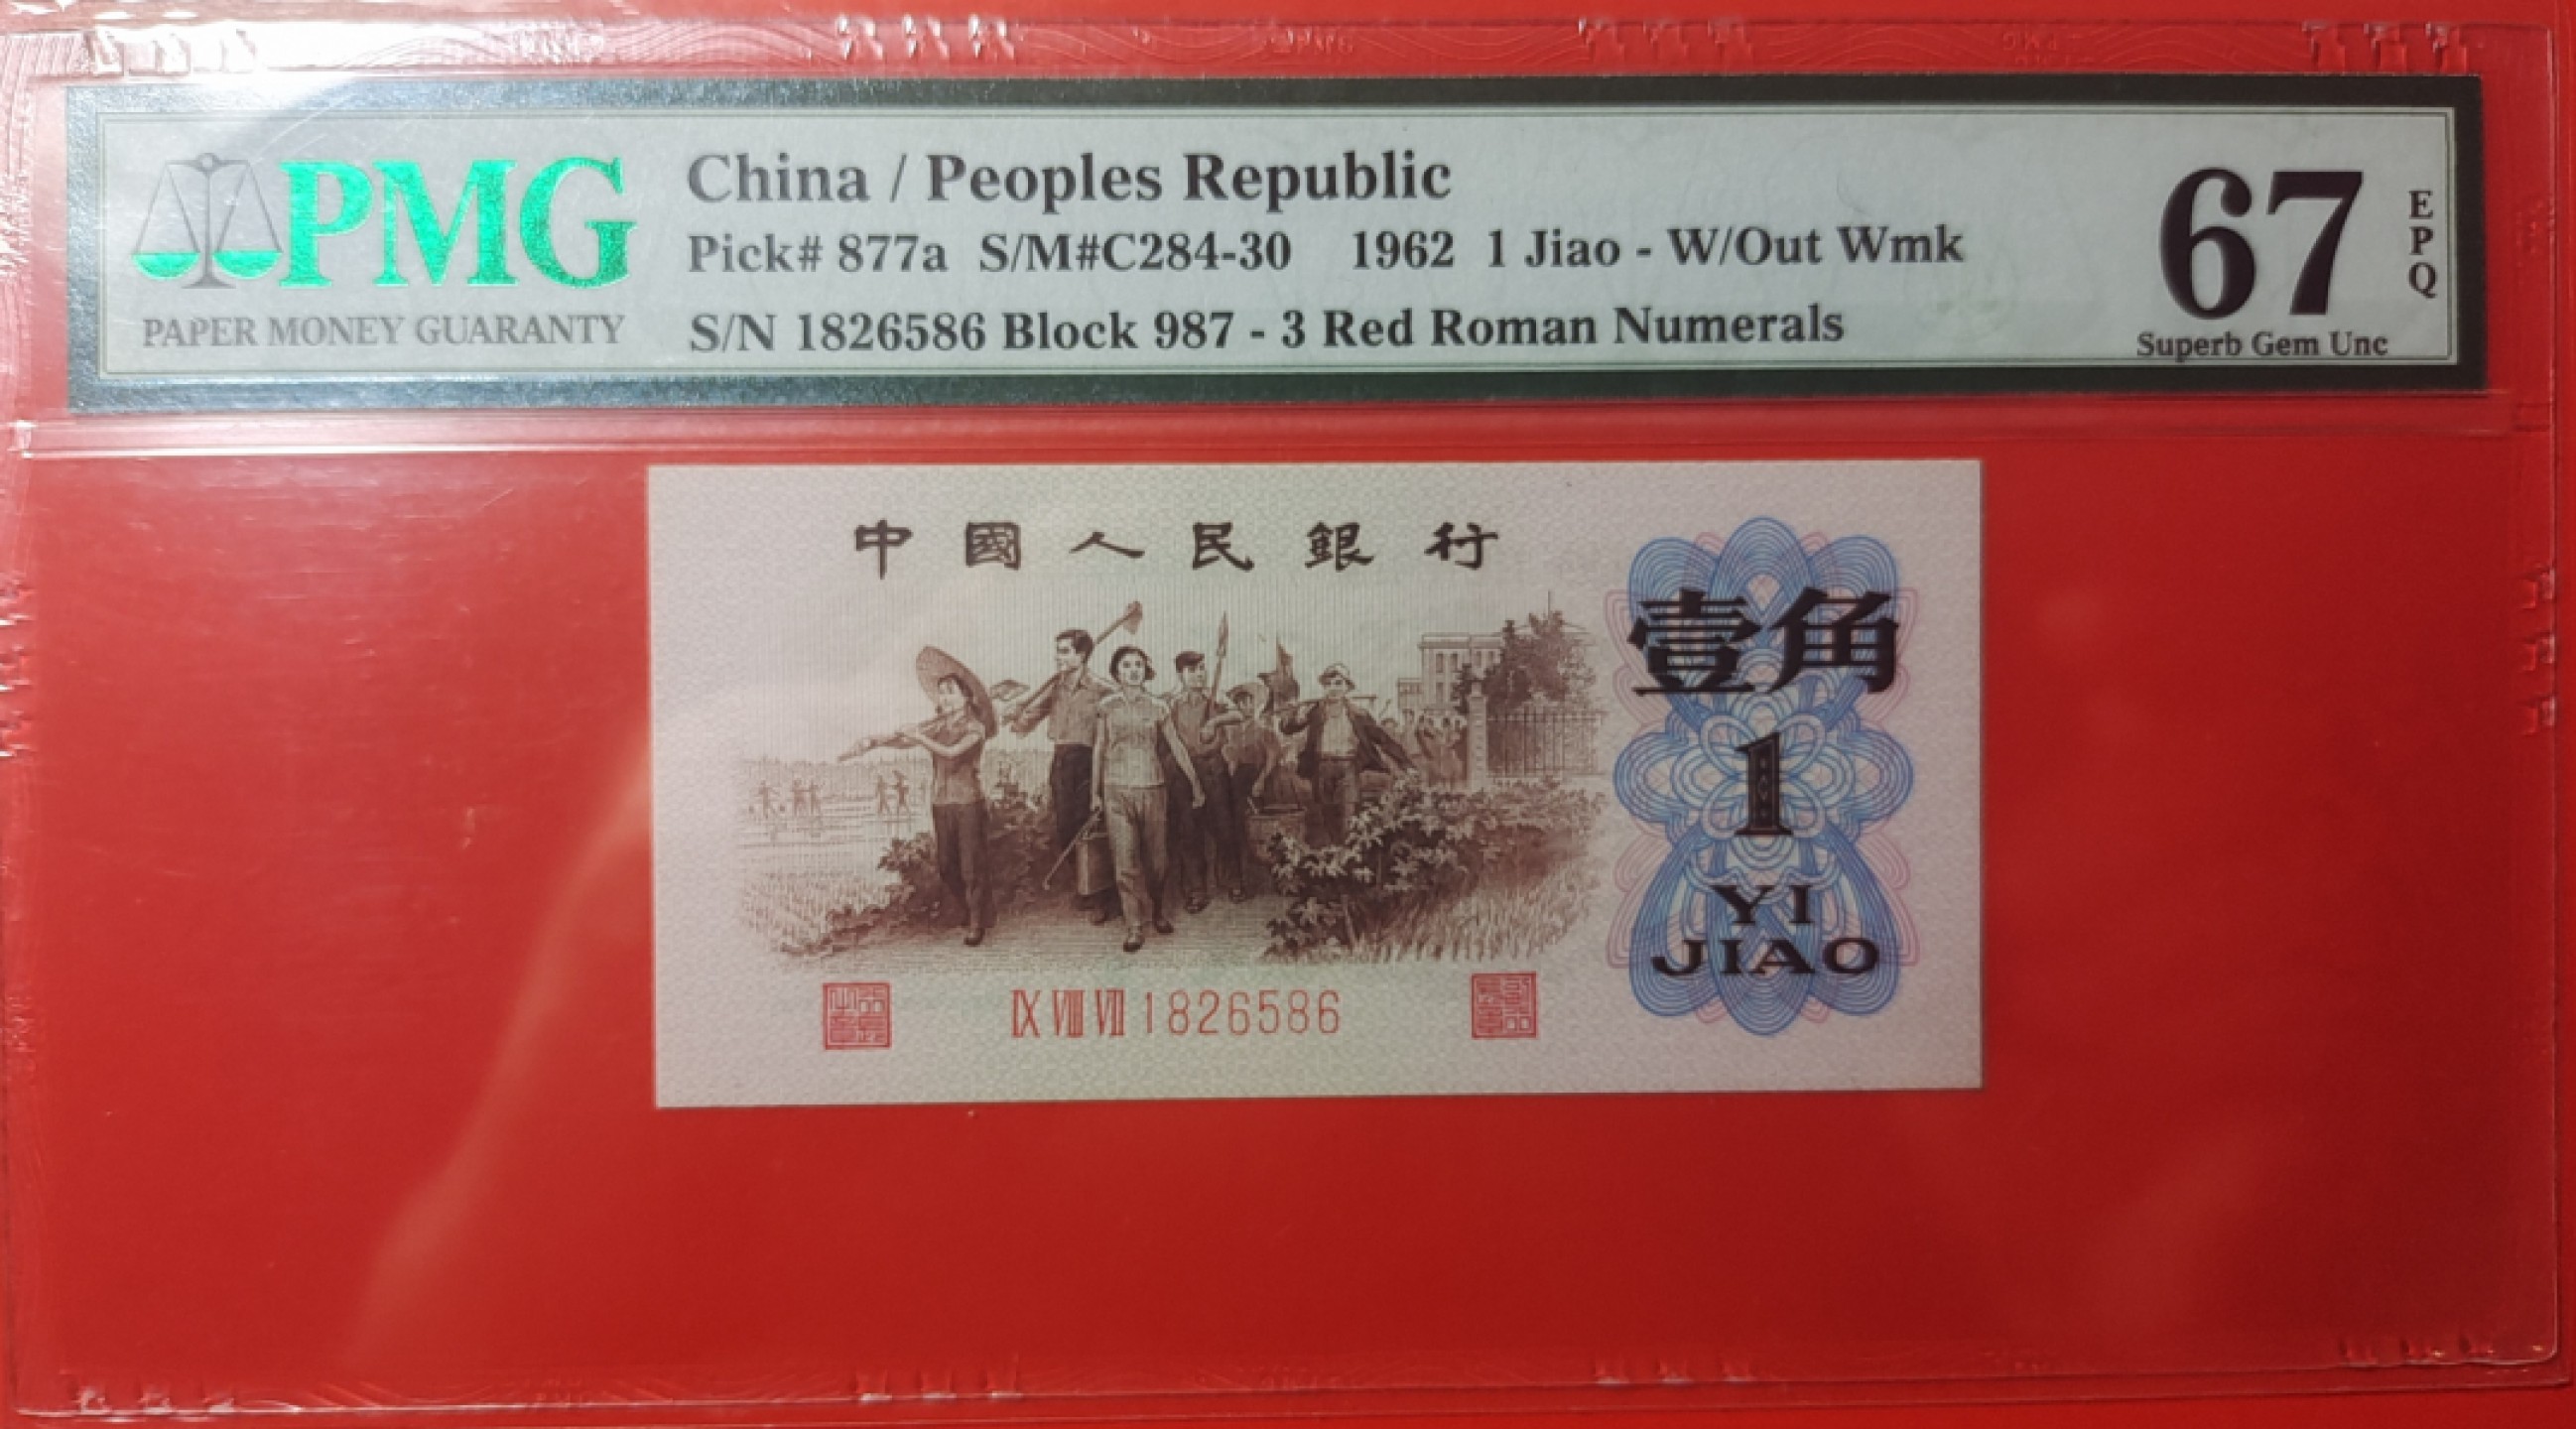 PMG
PAPER MONEY GUARANTY
China / Peoples Republic
Pick# 877a S/M#C284-30 1962 1 Jiao - W/Out Wmk
S/N 1826586 Block 987 - 3 Red Roman Numerals
67
EPQ
Superb Gem Unc
中國人民銀行
壹角
1
YI
JIAO
IX VIII VII 1826586